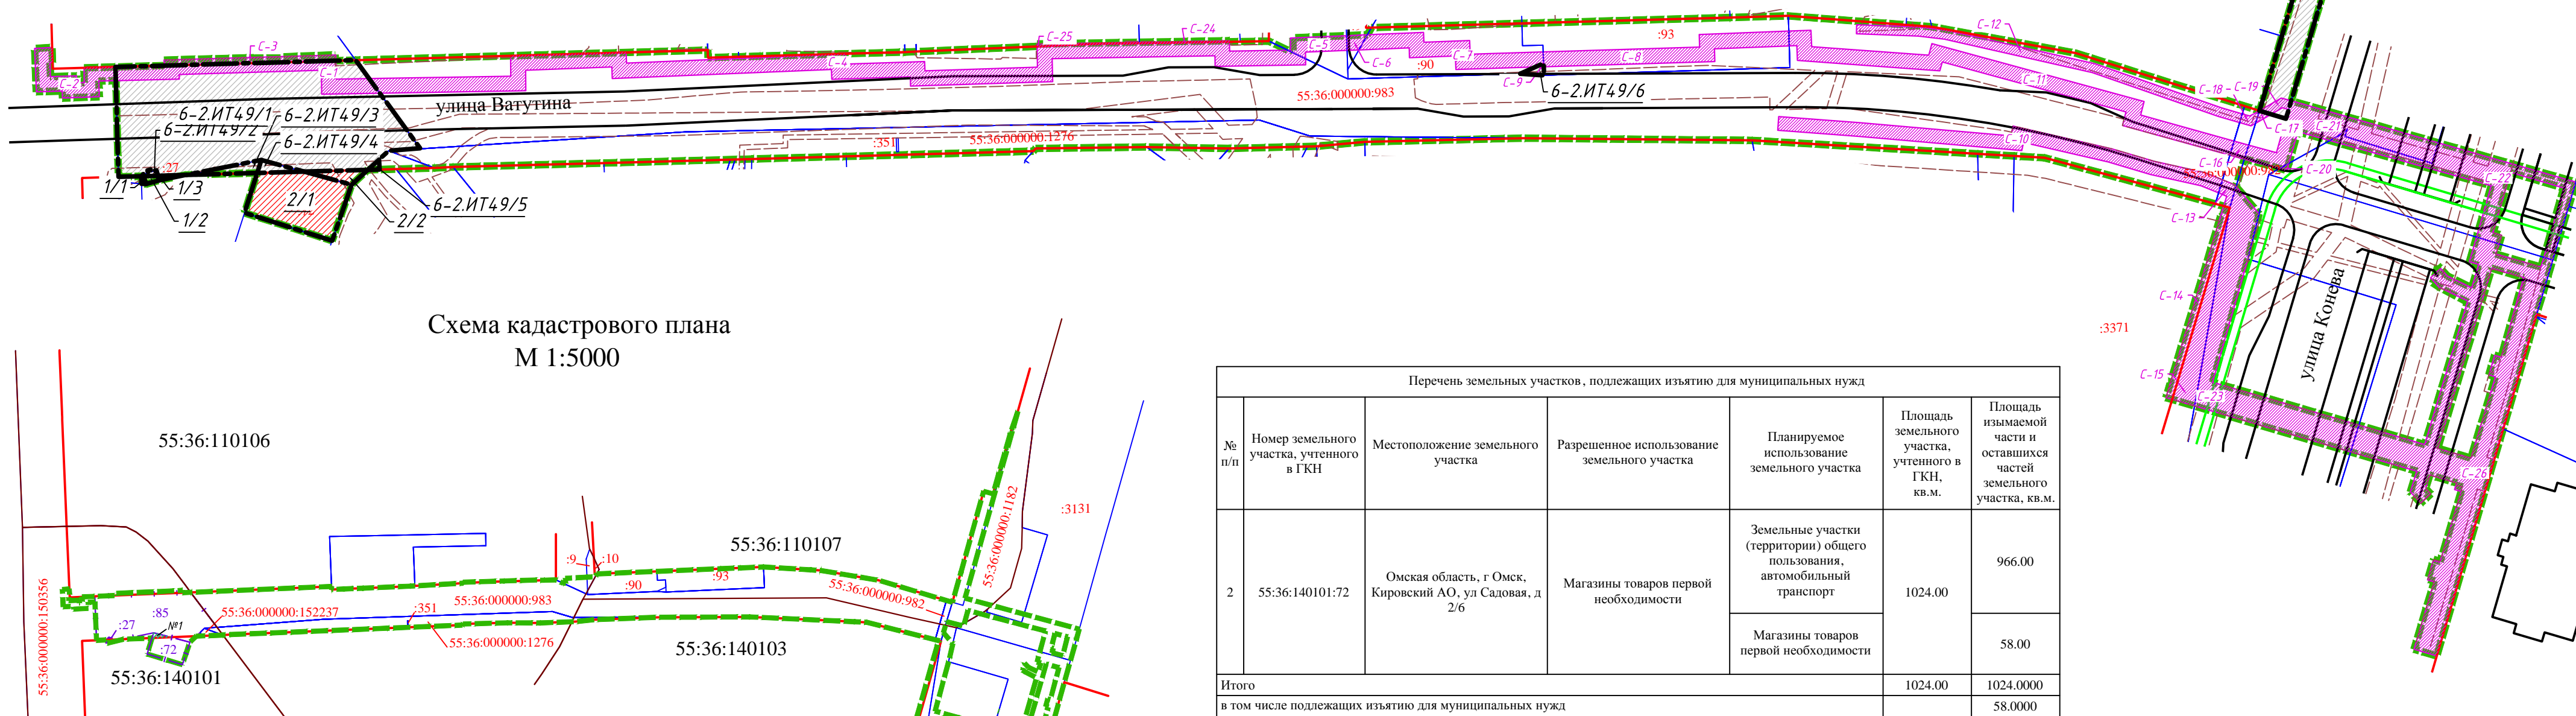 С-2
С-3
С-1
С-4
С-25
С-24
С-5
С-6
С-7
:90
С-8
:93
С-9
6-2.ИТ49/6
С-12
С-11
С-10
С-18
С-19
С-17
С-21
С-16
С-20
С-22
С-13
С-14
С-15
С-23
С-26
:3371
улица Ватутина
улица Конева
55:36:000000:983
55:36:000000:1276
:351
6-2.ИТ49/1
6-2.ИТ49/3
6-2.ИТ49/2
6-2.ИТ49/4
:27
1/1
1/3
1/2
2/1
2/2
6-2.ИТ49/5
Схема кадастрового плана
М 1:5000
55:36:110106
55:36:110107
55:36:140101
55:36:140103
55:36:000000:150356
55:36:000000:152237
55:36:000000:983
55:36:000000:1276
55:36:000000:982
55:36:000000:1182
:3131
:9
:10
:90
:93
:351
:85
:27
№1
:72
Перечень земельных участков, подлежащих изъятию для муниципальных нужд
№
п/п
Номер земельного
участка, учтенного
в ГКН
Местоположение земельного
участка
Разрешенное использование
земельного участка
Планируемое
использование
земельного участка
Площадь
земельного
участка,
учтенного в
ГКН,
кв.м.
Площадь
изымаемой
части и
оставшихся
частей
земельного
участка, кв.м.
2
55:36:140101:72
Омская область, г Омск,
Кировский АО, ул Садовая, д
2/6
Магазины товаров первой
необходимости
Земельные участки
(территории) общего
пользования,
автомобильный
транспорт
1024.00
966.00
Магазины товаров
первой необходимости
58.00
Итого
1024.00
1024.0000
в том числе подлежащих изъятию для муниципальных нужд
58.0000